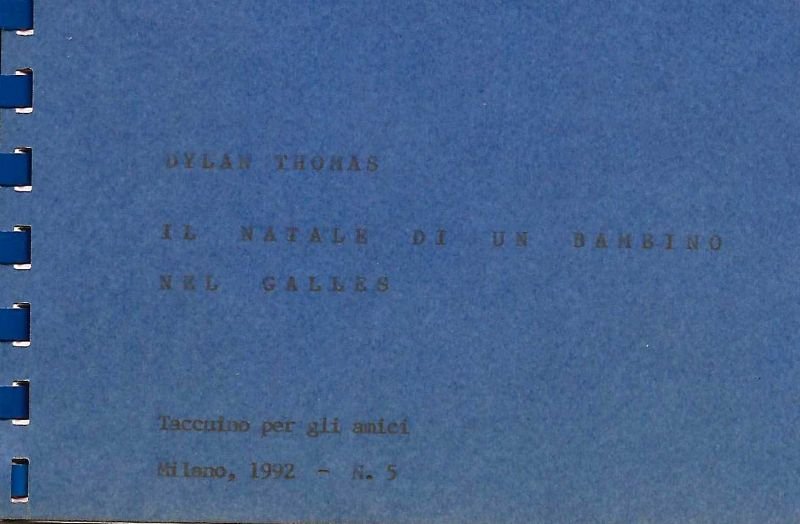 DYLAN THOMAS
IL NATALE DI UN BAMBINO
NEL GALLES
Taccuino per gli amici
Milano, 1992 - N. 5